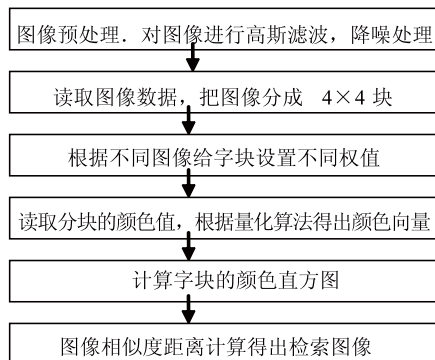 图像预处理．对图像进行高斯滤波，降噪处理
读取图像数据，把图像分成 4×4 块
根据不同图像给字块设置不同权值
读取分块的颜色值，根据量化算法得出颜色向量
计算字块的颜色直方图
图像相似度距离计算得出检索图像